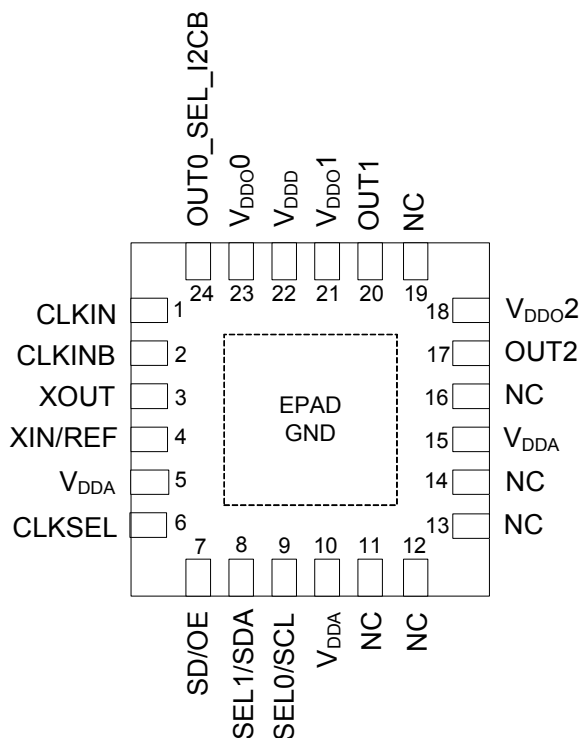 OUT0_SEL_I2CB
VDDO0
VDDD
VDDO1
OUT1
NC
24 23 22 21 20 19
CLKIN 1
CLKINB 2
XOUT 3
XIN/REF 4
VDDA 5
CLKSEL 6
EPAD
GND
18 VDDO2
17 OUT2
16 NC
15 VDDA
14 NC
13 NC
7 8 9 10 11 12
SD/OE
SEL1/SDA
SEL0/SCL
VDDA
NC
NC